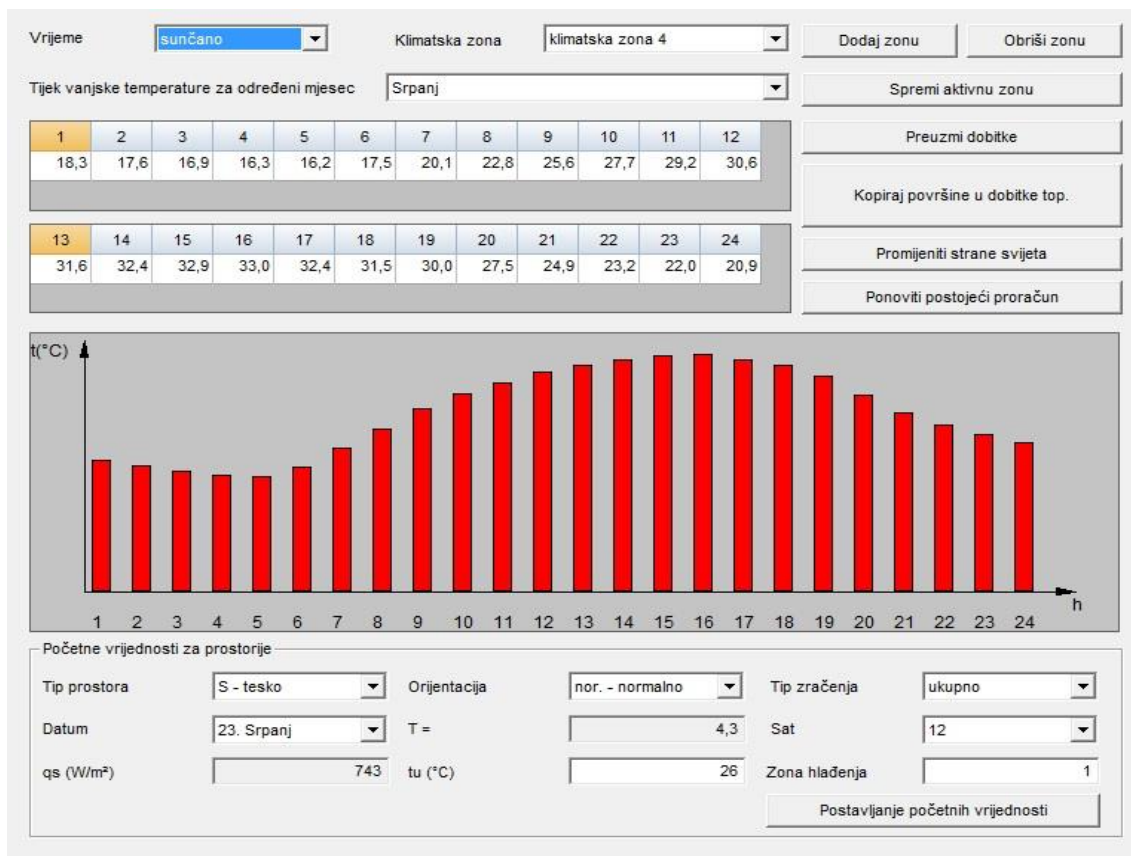 Vrijeme sunčano Klimatska zona klimatska zona 4 Dodaj zonu Obriši zonu
Tijek vanjske temperature za određeni mjesec Srpanj Spremi aktivnu zonu
1 2 3 4 5 6 7 8 9 10 11 12 Preuzmi dobitke
18,3 17,6 16,9 16,3 16,2 17,5 20,1 22,8 25,6 27,7 29,2 30,6
Kopiraj površine u dobitke top.
13 14 15 16 17 18 19 20 21 22 23 24
31,6 32,4 32,9 33,0 32,4 31,5 30,0 27,5 24,9 23,2 22,0 20,9
Promijeniti strane svijeta
Ponoviti postojeći proračun
t(°C)
h
1 2 3 4 5 6 7 8 9 10 11 12 13 14 15 16 17 18 19 20 21 22 23 24
Početne vrijednosti za prostorije
Tip prostora S - tesko Orijentacija nor. - normalno Tip zračenja ukupno
Datum 23. Srpanj T = 4,3 Sat 12
qs (W/m²) 743 tu (°C) 26 Zona hlađenja 1
Postavljanje početnih vrijednosti